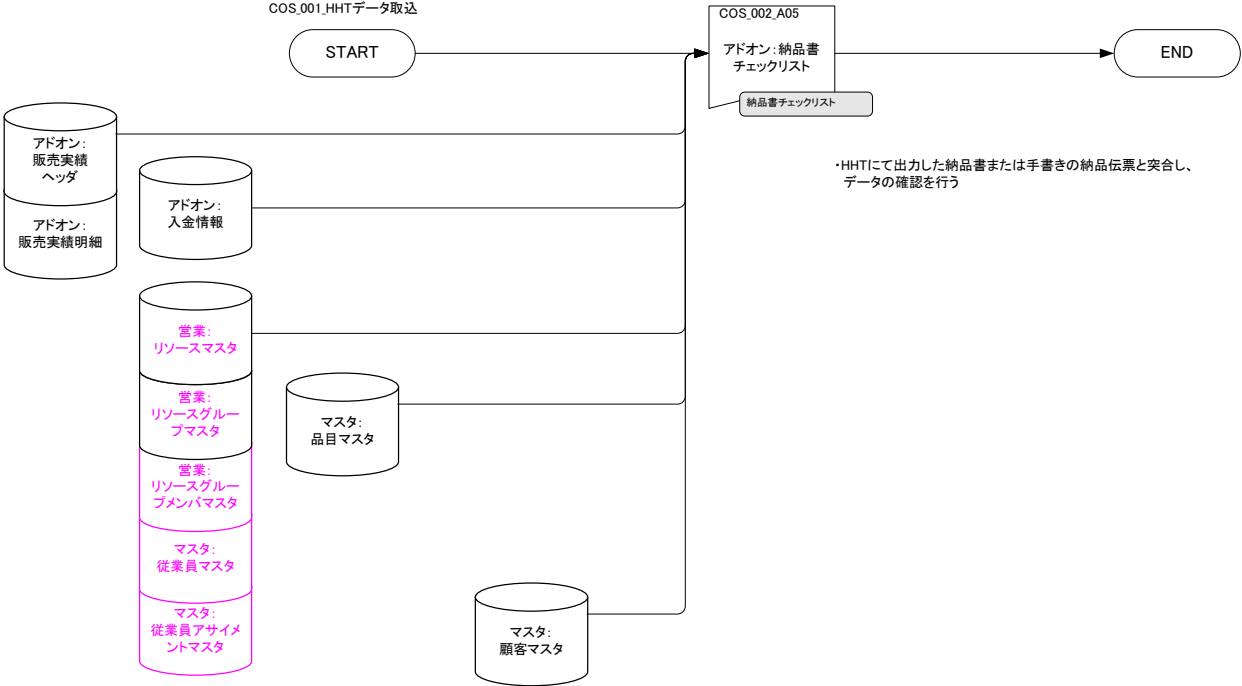 COS_001_HHTデータ取込
START
COS_002_A05
アドオン:納品書
チェックリスト
納品書チェックリスト
END
・HHTにて出力した納品書または手書きの納品伝票と突合し、
データの確認を行う
アドオン:
販売実績
ヘッダ
アドオン:
販売実績明細
アドオン:
入金情報
営業:
リソースマスタ
営業:
リソースグルー
プマスタ
営業:
リソースグルー
プメンバマスタ
マスタ:
従業員マスタ
マスタ:
従業員アサイメ
ントマスタ
マスタ:
品目マスタ
マスタ:
顧客マスタ